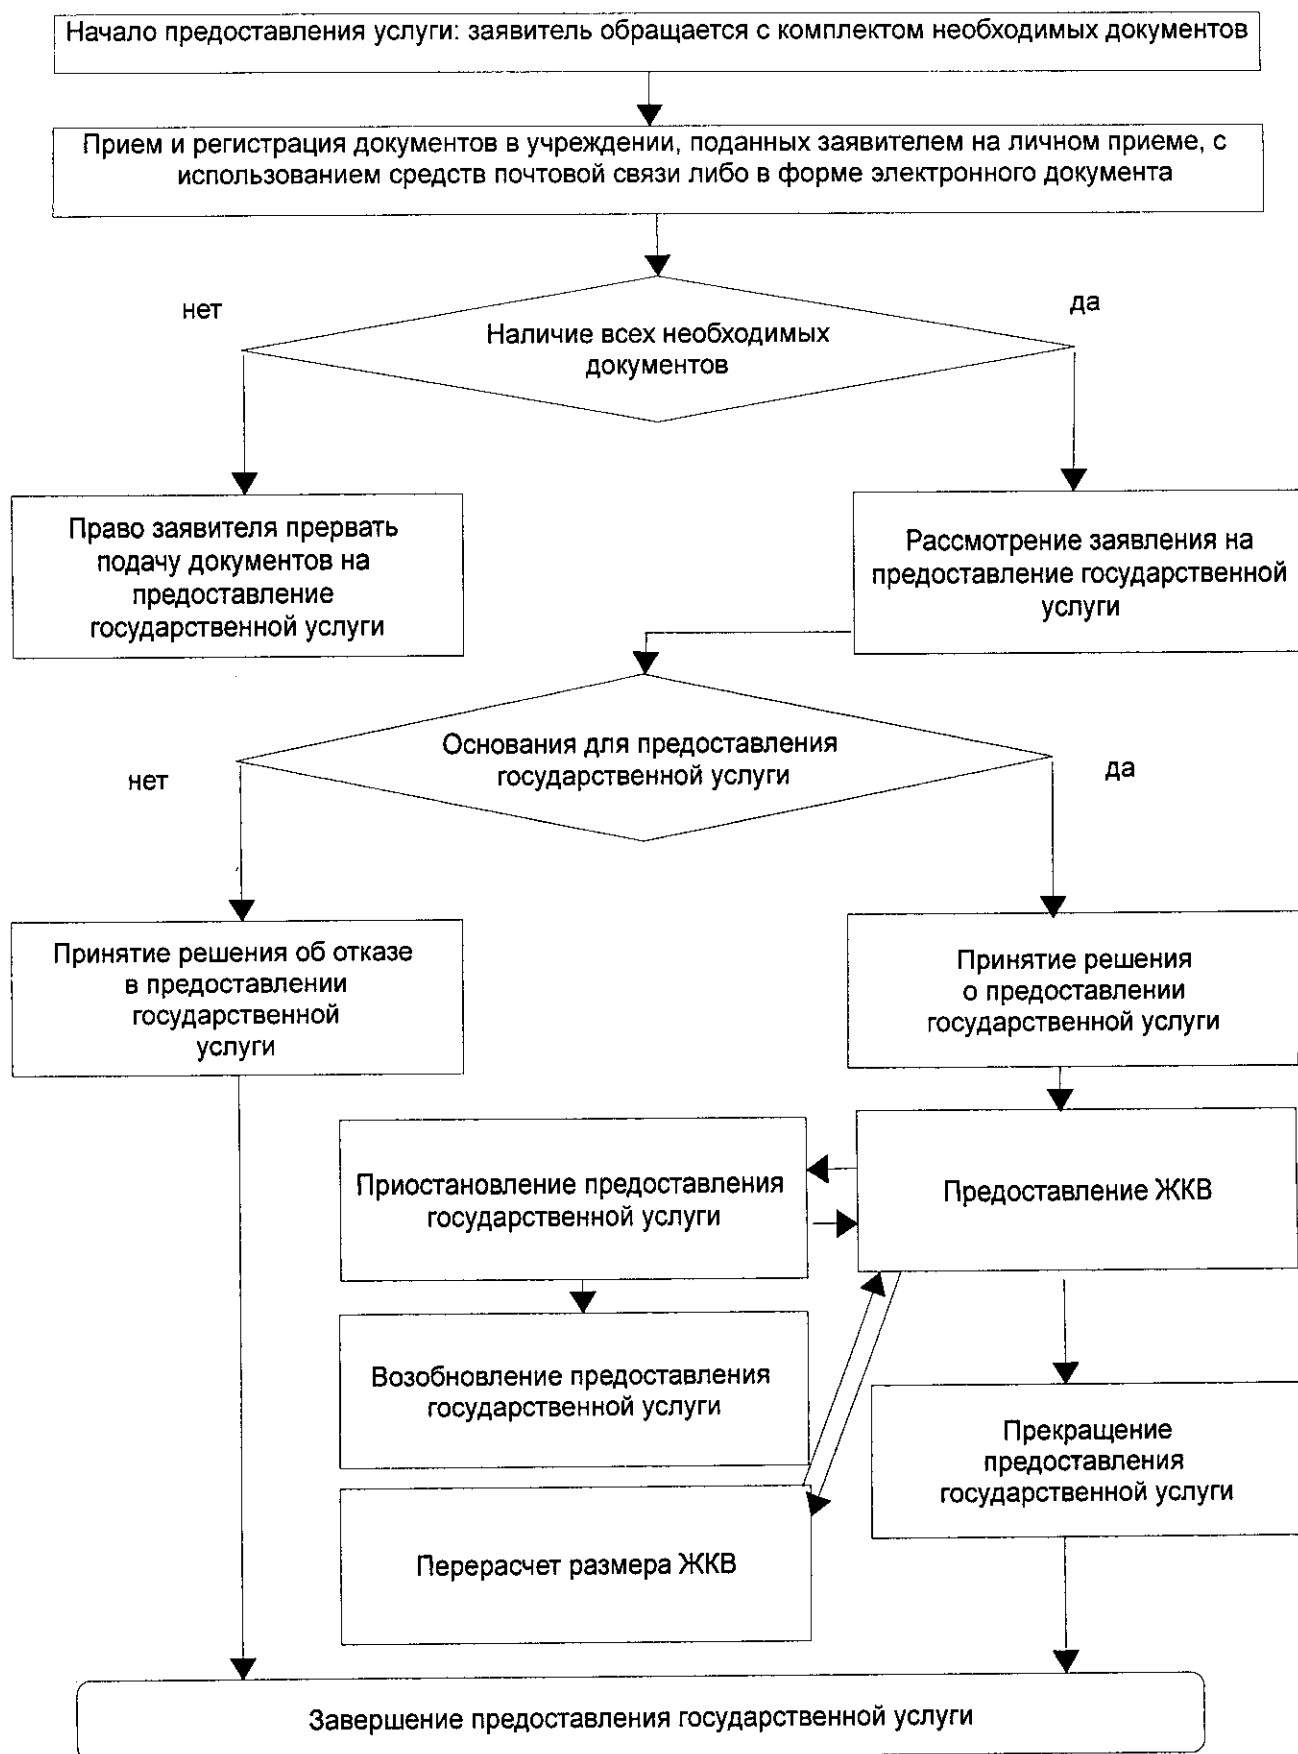 Начало предоставления услуги: заявитель обращается с комплектом необходимых документов
Прием и регистрация документов в учреждении, поданных заявителем на личном приеме, с
использованием средств почтовой связи либо в форме электронного документа
нет
да
Наличие всех необходимых
документов
Право заявителя прервать
подачу документов на
предоставление
государственной услуги
Рассмотрение заявления на
предоставление государственной
услуги
Основания для предоставления
государственной услуги
нет
да
Принятие решения об отказе
в предоставлении
государственной
услуги
Принятие решения
о предоставлении
государственной услуги
Приостановление предоставления
государственной услуги
Предоставление ЖКВ
Возобновление предоставления
государственной услуги
Прекращение
предоставления
государственной услуги
Перерасчет размера ЖКВ
Завершение предоставления государственной услуги